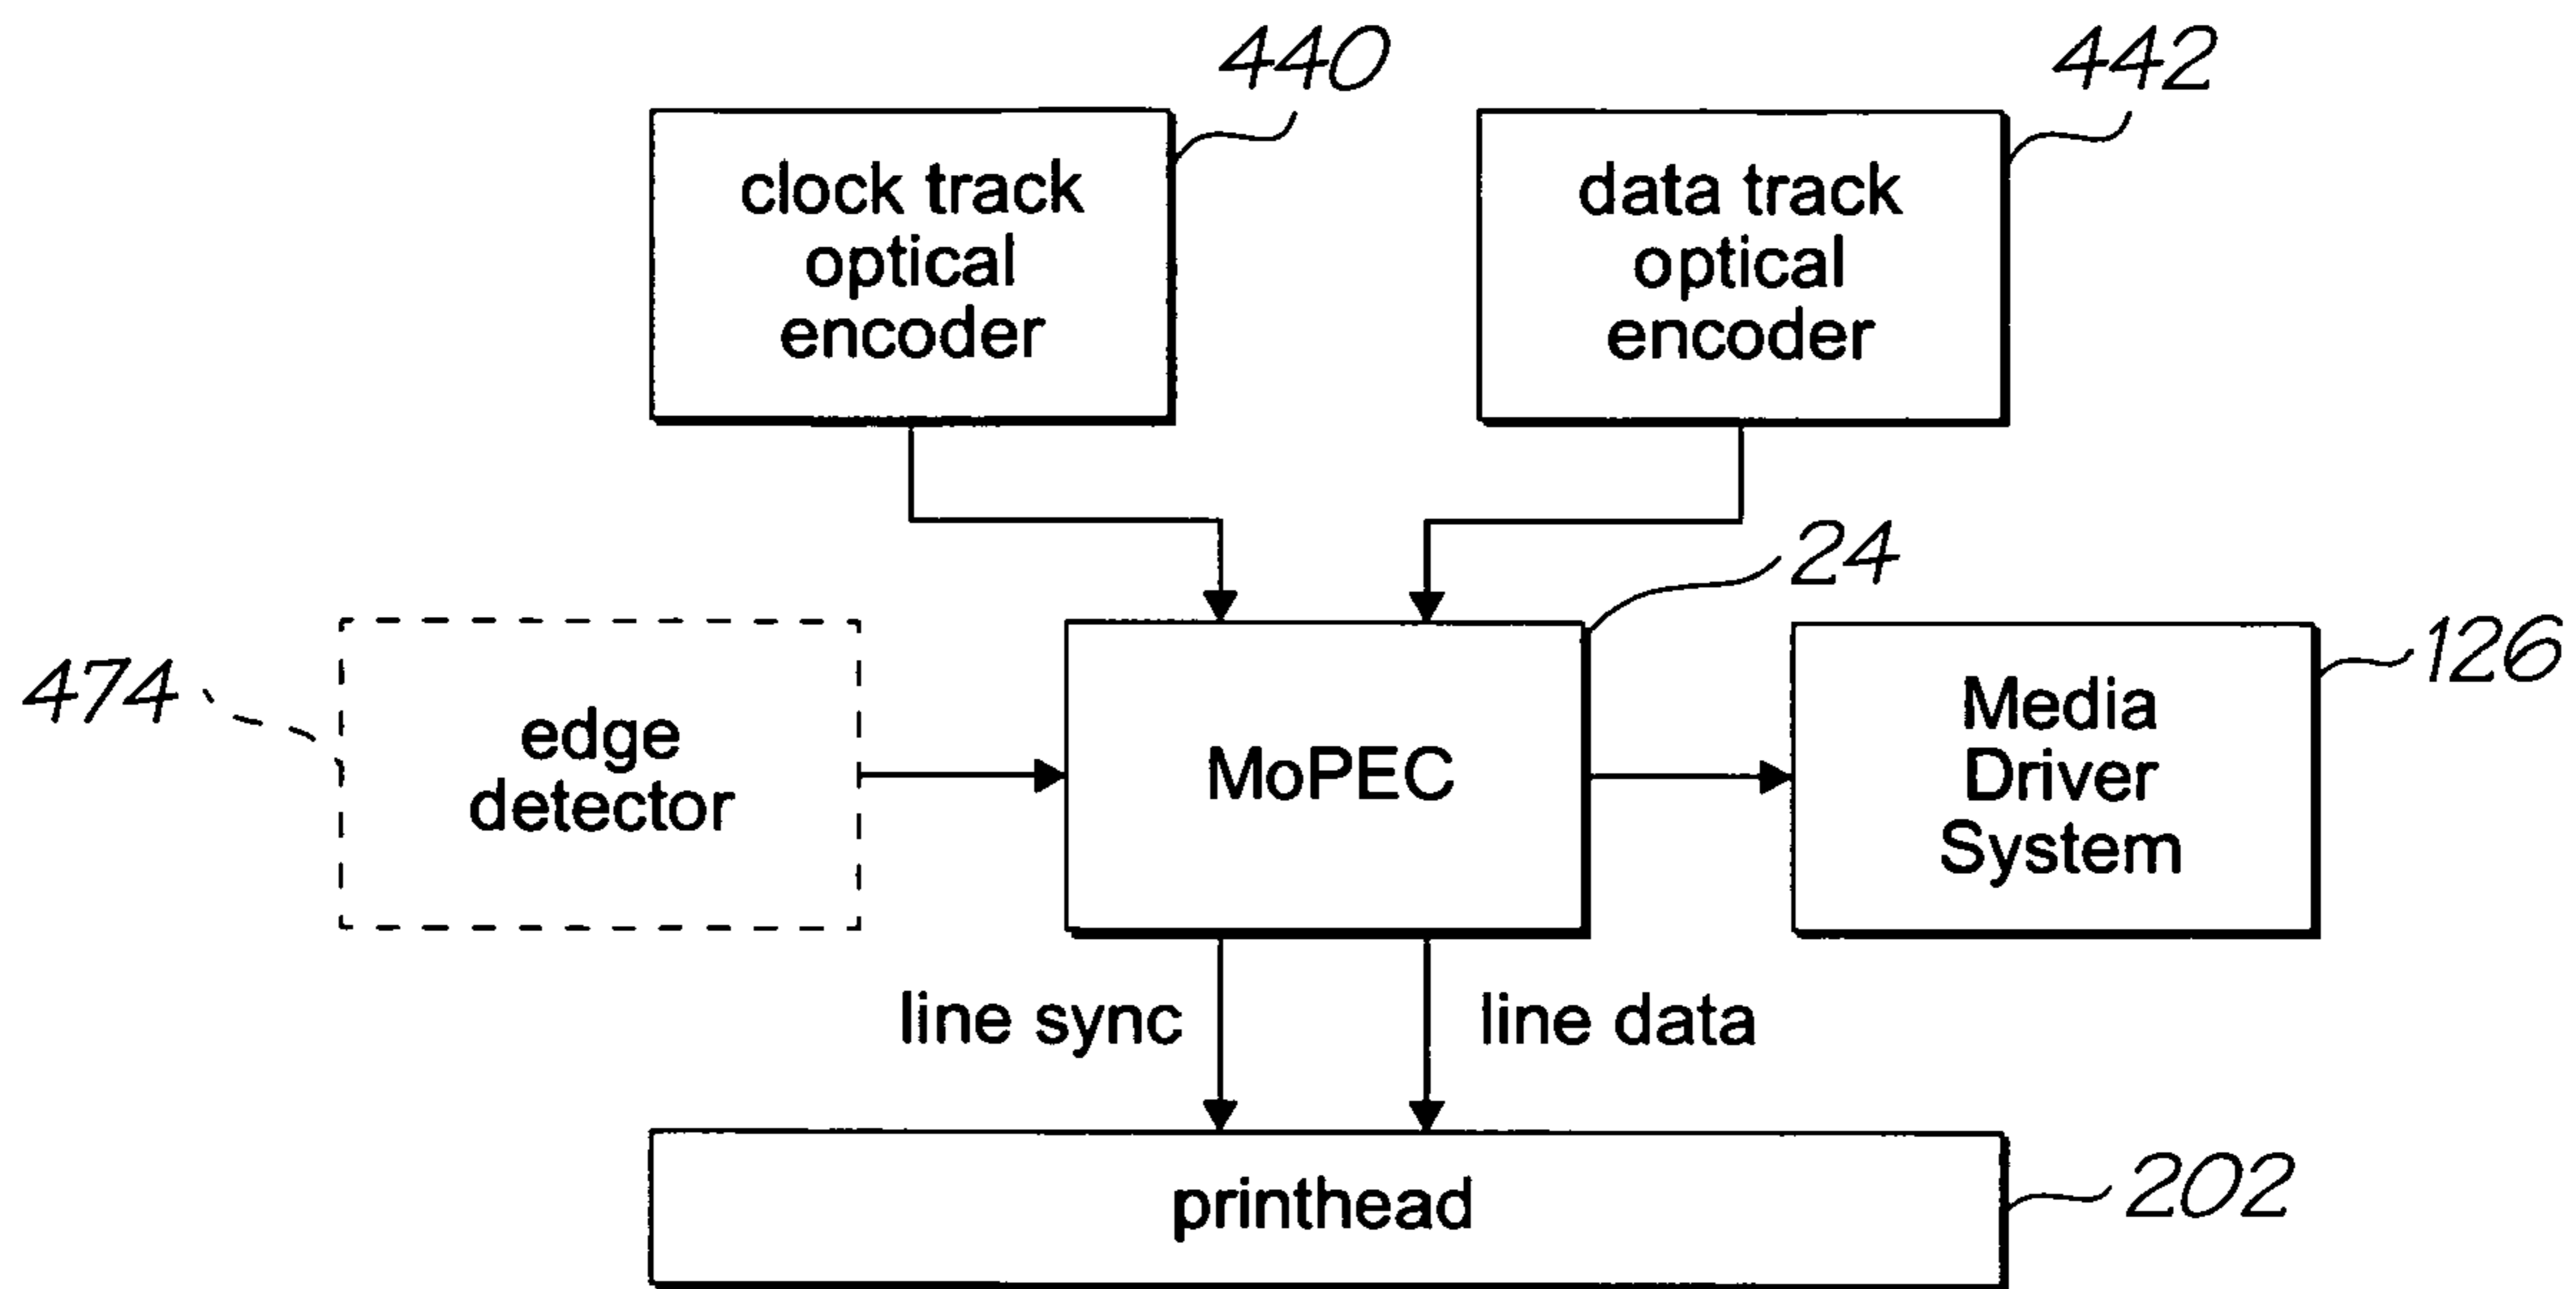 440
442
clock track
optical
encoder
data track
optical
encoder
24
474
edge
detector
MoPEC
126
Media
Driver
System
line sync
line data
printhead
202